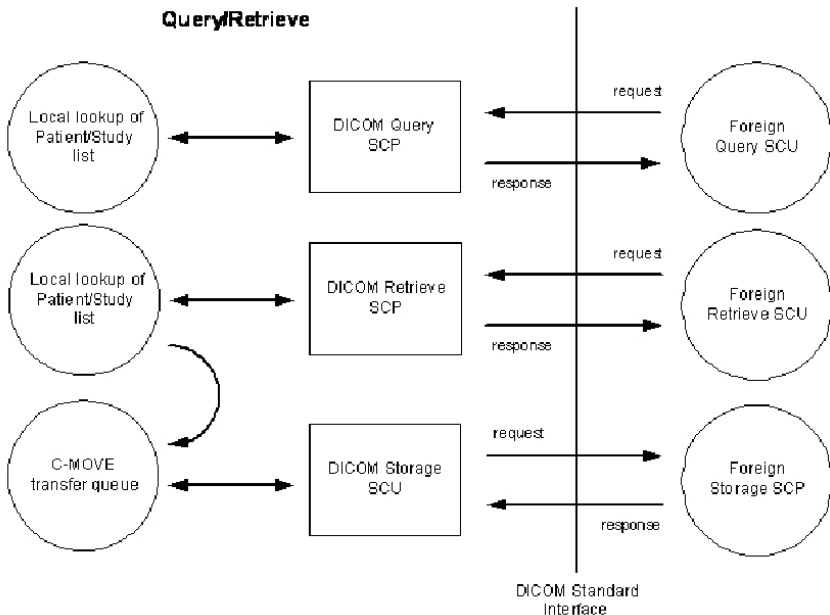 Query/Retrieve
Local lookup of
Patient/Study
list
DICOM Query
SCP
request
response
Foreign
Query SCU
Local lookup of
Patient/Study
list
DICOM Retrieve
SCP
request
response
Foreign
Retrieve SCU
C-MOVE
transfer queue
DICOM Storage
SCU
request
response
Foreign
Storage SCP
DICOM Standard
Interface